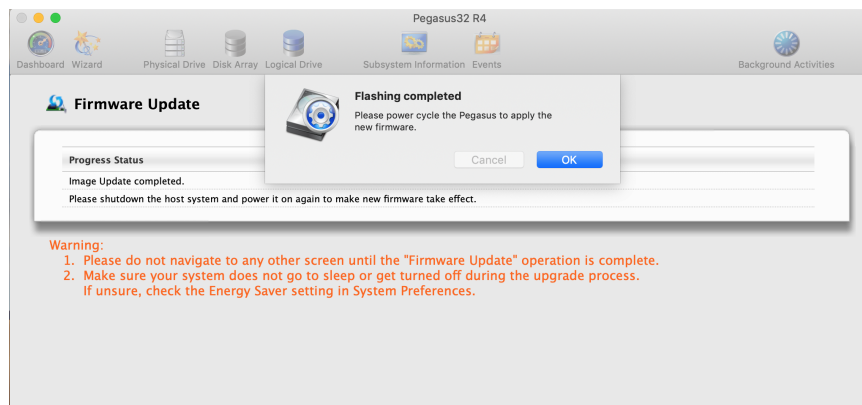 Pegasus32 R4
Dashboard Wizard Physical Drive Disk Array Logical Drive Subsystem Information Events Background Activities
Firmware Update
Flashing completed
Please power cycle the Pegasus to apply the
new firmware.
Cancel OK
Progress Status
Image Update completed.
Please shutdown the host system and power it on again to make new firmware take effect.
Warning:
1. Please do not navigate to any other screen until the "Firmware Update" operation is complete.
2. Make sure your system does not go to sleep or get turned off during the upgrade process.
If unsure, check the Energy Saver setting in System Preferences.